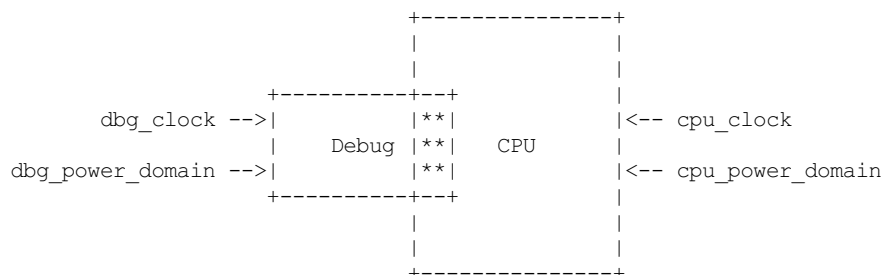 dbg_clock -->| |**| |<-- cpu_clock
| Debug |**| CPU |
dbg_power_domain -->| |**| |<-- cpu_power_domain